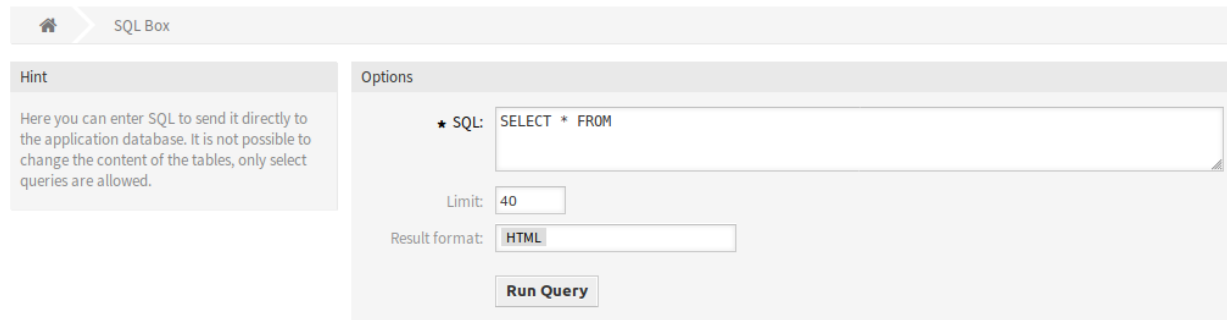 SQL Box
Hint
Here you can enter SQL to send it directly to
the application database. It is not possible to
change the content of the tables, only select
queries are allowed.
Options
★ SQL: SELECT * FROM
Limit: 40
Result format: HTML
Run Query